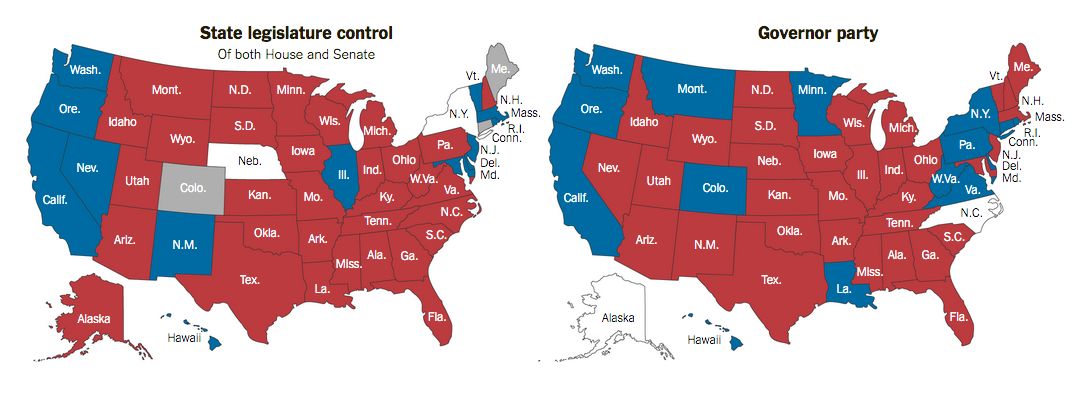 State legislature control
Of both House and Senate
Wash.
Ore.
Calif.
Nev.
Idaho
Mont.
Wyo.
Utah
Colo.
Ariz.
N.M.
N.D.
S.D.
Neb.
Kan.
Okla.
Tex.
Minn.
Iowa
Mo.
Ark.
La.
Wis.
Ill.
Mich.
Ind.
Ohio
Ky.
Tenn.
Miss.
Ala.
Ga.
Fla.
S.C.
N.C.
Va.
W.Va.
Pa.
N.Y.
Vt.
Me.
N.H.
Mass.
R.I.
Conn.
N.J.
Del.
Md.
Alaska
Hawaii
Governor party
Wash.
Ore.
Calif.
Nev.
Idaho
Mont.
Wyo.
Utah
Colo.
Ariz.
N.M.
N.D.
S.D.
Neb.
Kan.
Okla.
Tex.
Minn.
Iowa
Mo.
Ark.
La.
Wis.
Ill.
Mich.
Ind.
Ohio
Ky.
Tenn.
Miss.
Ala.
Ga.
Fla.
S.C.
N.C.
Va.
W.Va.
Pa.
N.Y.
Vt.
Me.
N.H.
Mass.
R.I.
Conn.
N.J.
Del.
Md.
Alaska
Hawaii